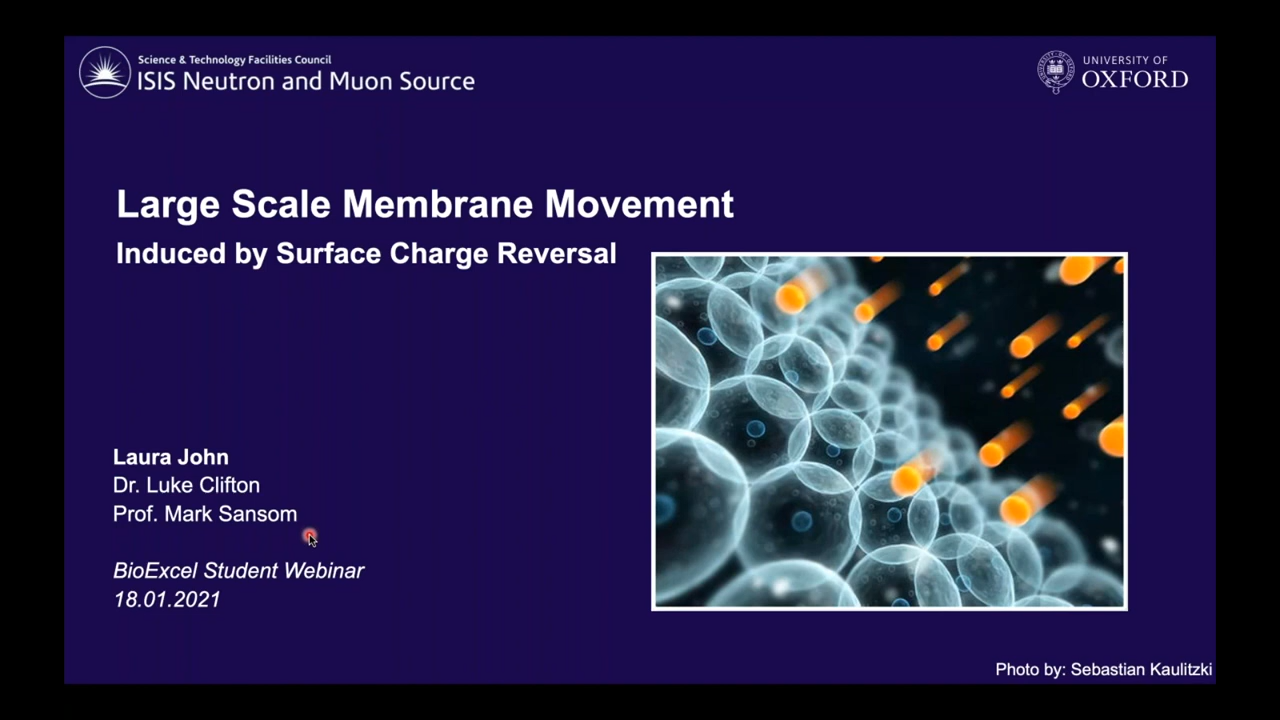 Science & Technology Facilities Council
ISIS Neutron and Muon Source
UNIVERSITY OF
OXFORD
Large Scale Membrane Movement
Induced by Surface Charge Reversal
Laura John
Dr. Luke Clifton
Prof. Mark Sansom
BioExcel Student Webinar
18.01.2021
Photo by: Sebastian Kaulitzki